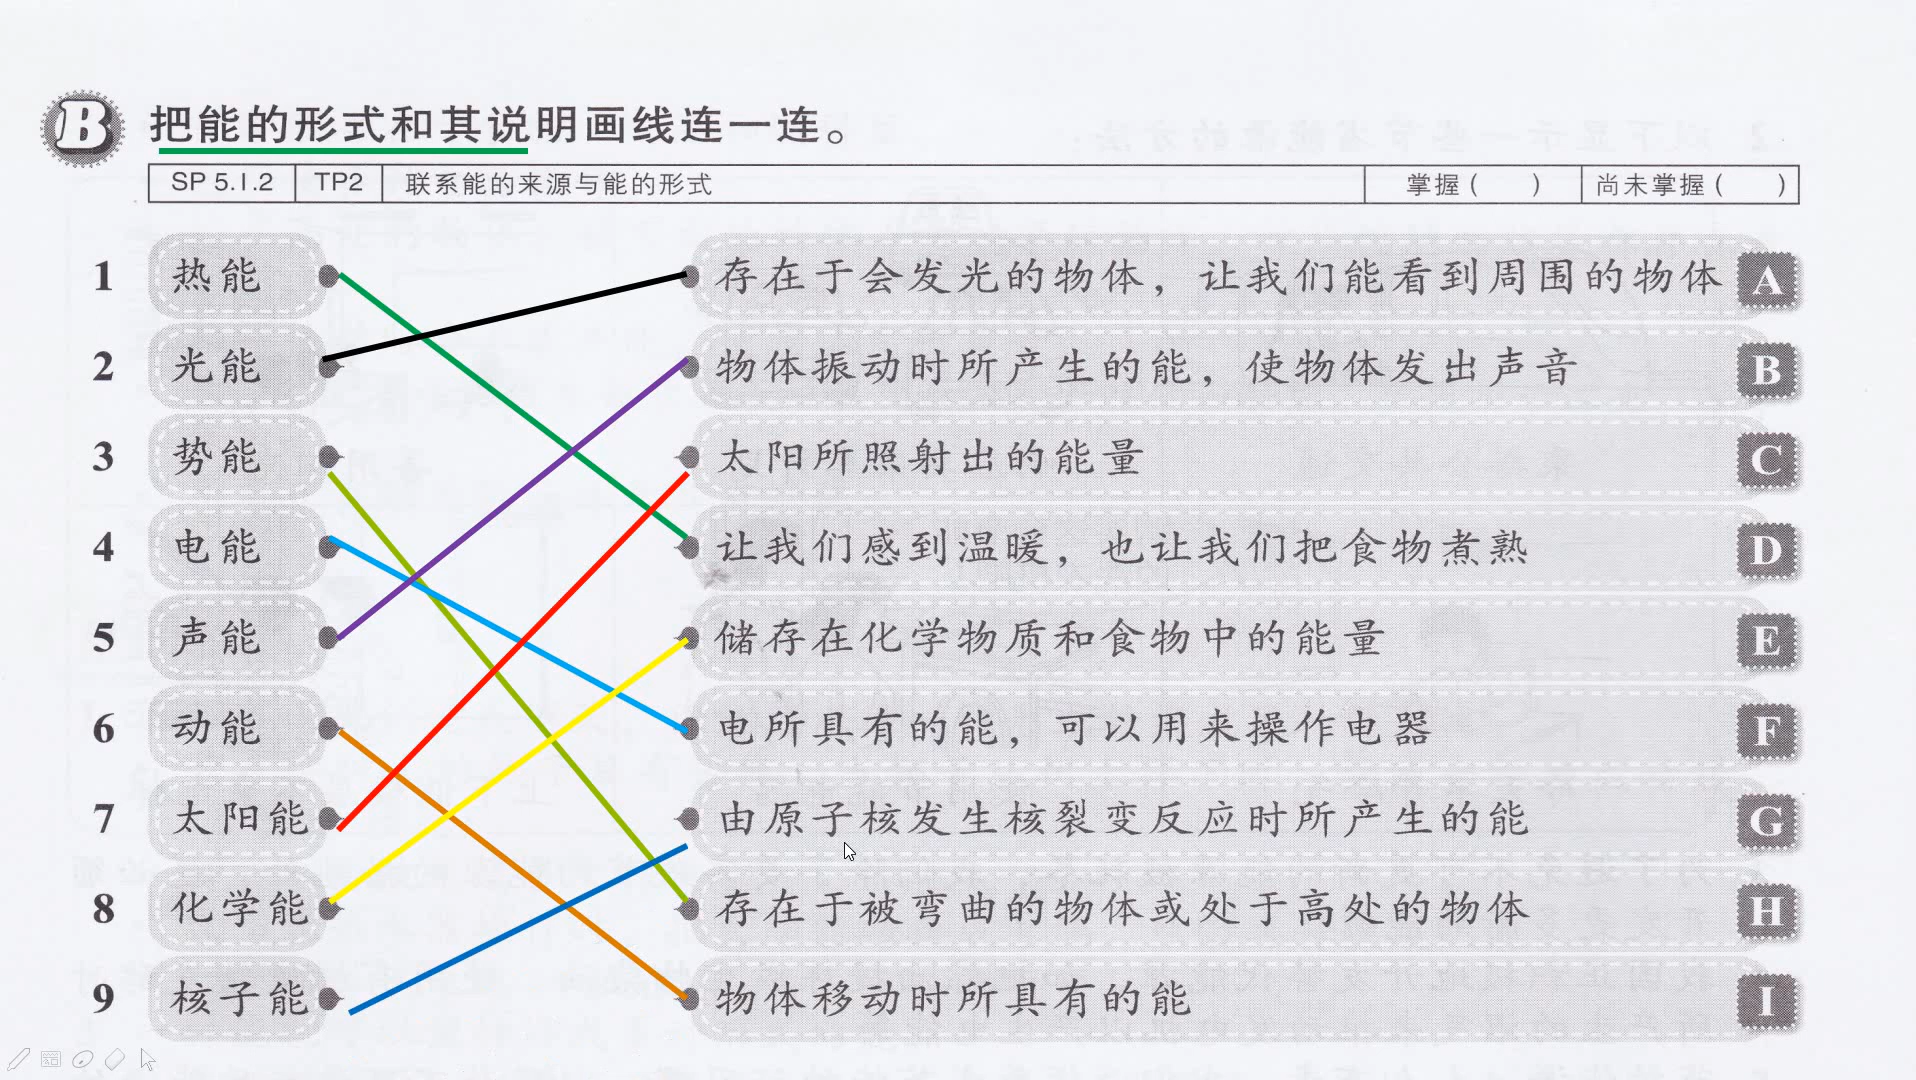 B 把能的形式和其说明画线连一连。
SP 5.1.2 TP2 联系能的来源与能的形式 掌握 ( ) 尚未掌握 ( )
1 热能 存在于会发光的物体，让我们能看到周围的物体 A
2 光能 物体振动时所产生的能，使物体发出声音 B
3 势能 太阳所照射出的能量 C
4 电能 让我们感到温暖，也让我们把食物煮熟 D
5 声能 储存在化学物质和食物中的能量 E
6 动能 电所具有的能，可以用来操作电器 F
7 太阳能 由原子核发生核裂变反应时所产生的能 G
8 化学能 存在于被弯曲的物体或处于高处的物体 H
9 核子能 物体移动时所具有的能 I